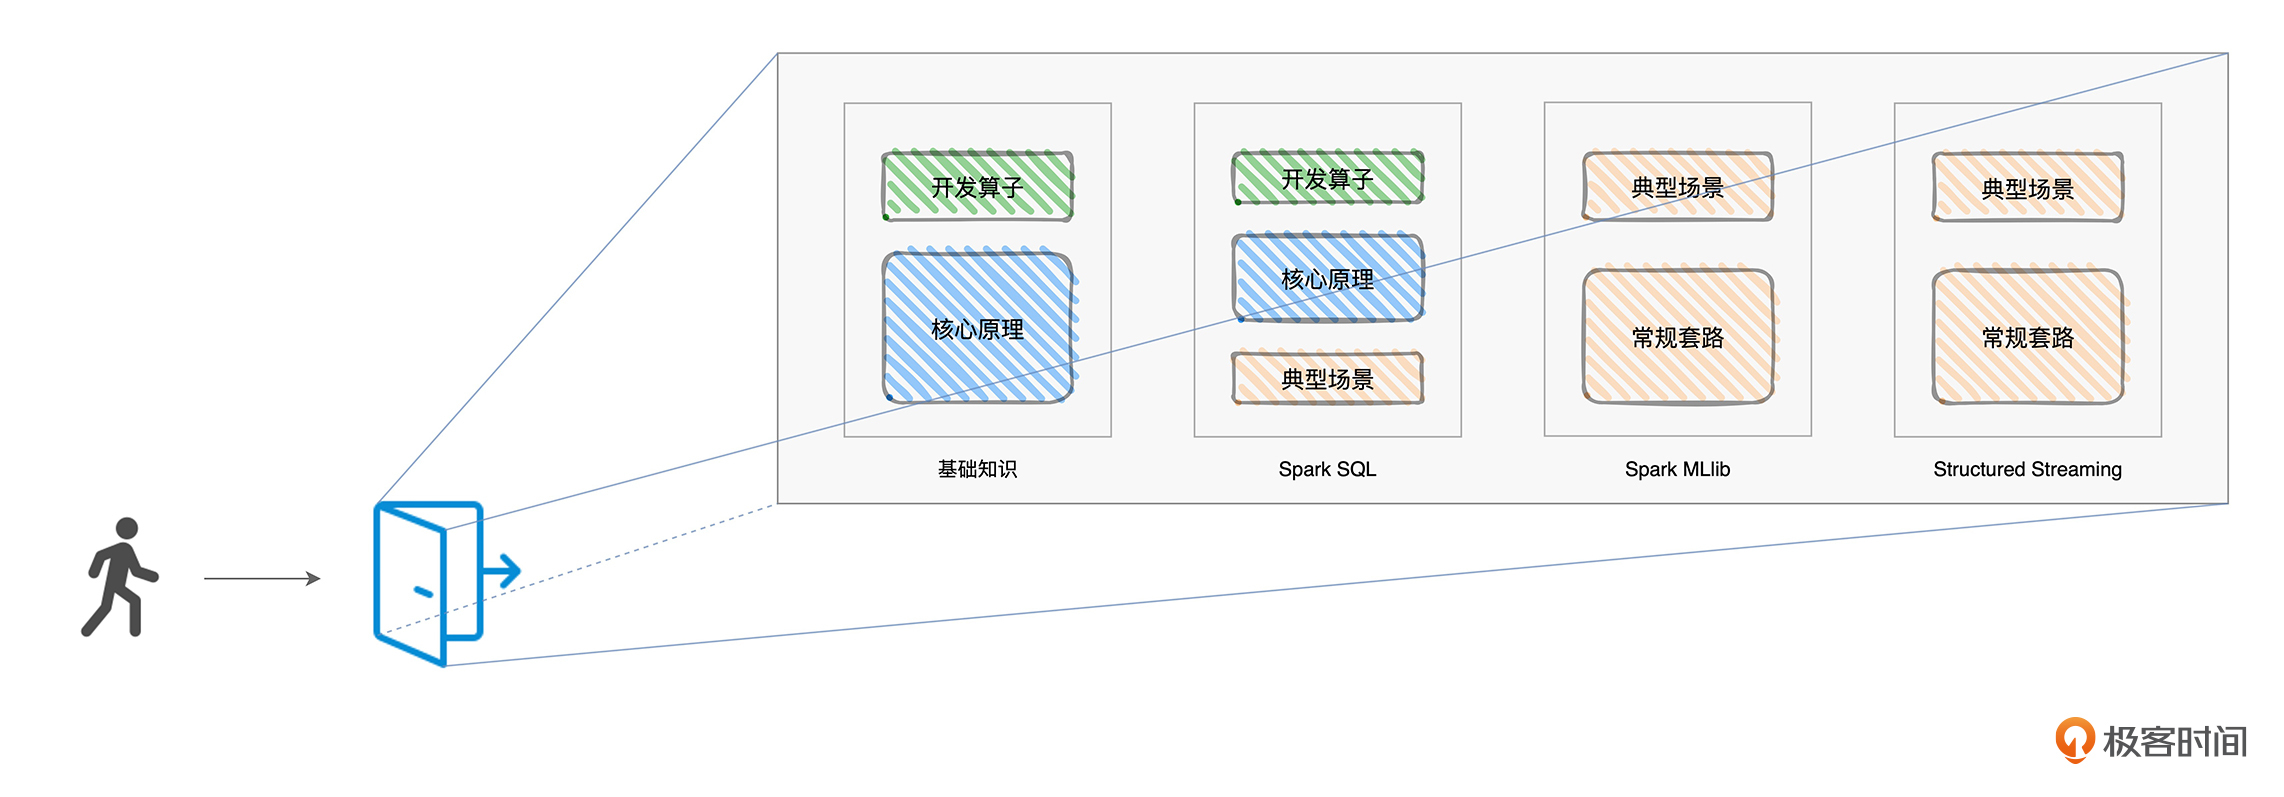 开发算子
核心原理
基础知识
开发算子
核心原理
典型场景
Spark SQL
典型场景
常规套路
Spark MLlib
典型场景
常规套路
Structured Streaming
极客时间